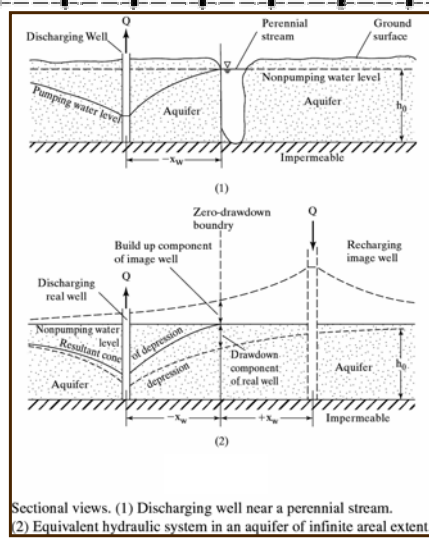 Q
Discharging Well
Perennial
stream
Ground
surface
Nonpumping water level
Pumping water level
Aquifer
Aquifer
h₀
−xw
Impermeable
(1)
Zero-drawdown
boundry
Q
Build up component
of image well
Recharging
image well
Discharging
real well
Q
Nonpumping water
level
Resultant cone
of depression
Drawdown
component
of real well
depression
Aquifer
Aquifer
h₀
−xw
+xw
Impermeable
(2)
Sectional views. (1) Discharging well near a perennial stream.
(2) Equivalent hydraulic system in an aquifer of infinite areal extent